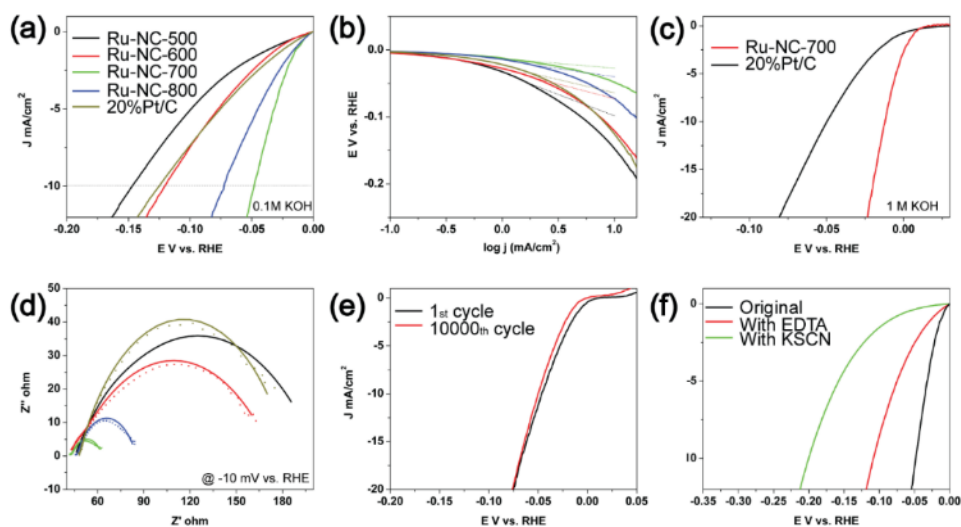 (a)
Ru-NC-500
Ru-NC-600
Ru-NC-700
Ru-NC-800
20%Pt/C
0
-5
-10
J mA/cm²
0.1M KOH
-0.20 -0.15 -0.10 -0.05 0.00
E V vs. RHE
(b)
0.0
-0.1
-0.2
E V vs. RHE
-1.0 -0.5 0.0 0.5 1.0
log j (mA/cm²)
(c)
Ru-NC-700
20%Pt/C
0
-5
-10
-15
-20
J mA/cm²
1 M KOH
-0.10 -0.05 0.00
E V vs. RHE
(d)
50
40
30
20
10
0
-10
Z" ohm
@ -10 mV vs. RHE
60 90 120 150 180
Z' ohm
(e)
1st cycle
10000th cycle
0
-5
-10
-15
-20
J mA/cm²
-0.20 -0.15 -0.10 -0.05 0.00 0.05
E V vs. RHE
(f)
Original
With EDTA
With KSCN
0
-5
10
J mA/cm²
-0.35 -0.30 -0.25 -0.20 -0.15 -0.10 -0.05 0.00
E V vs. RHE